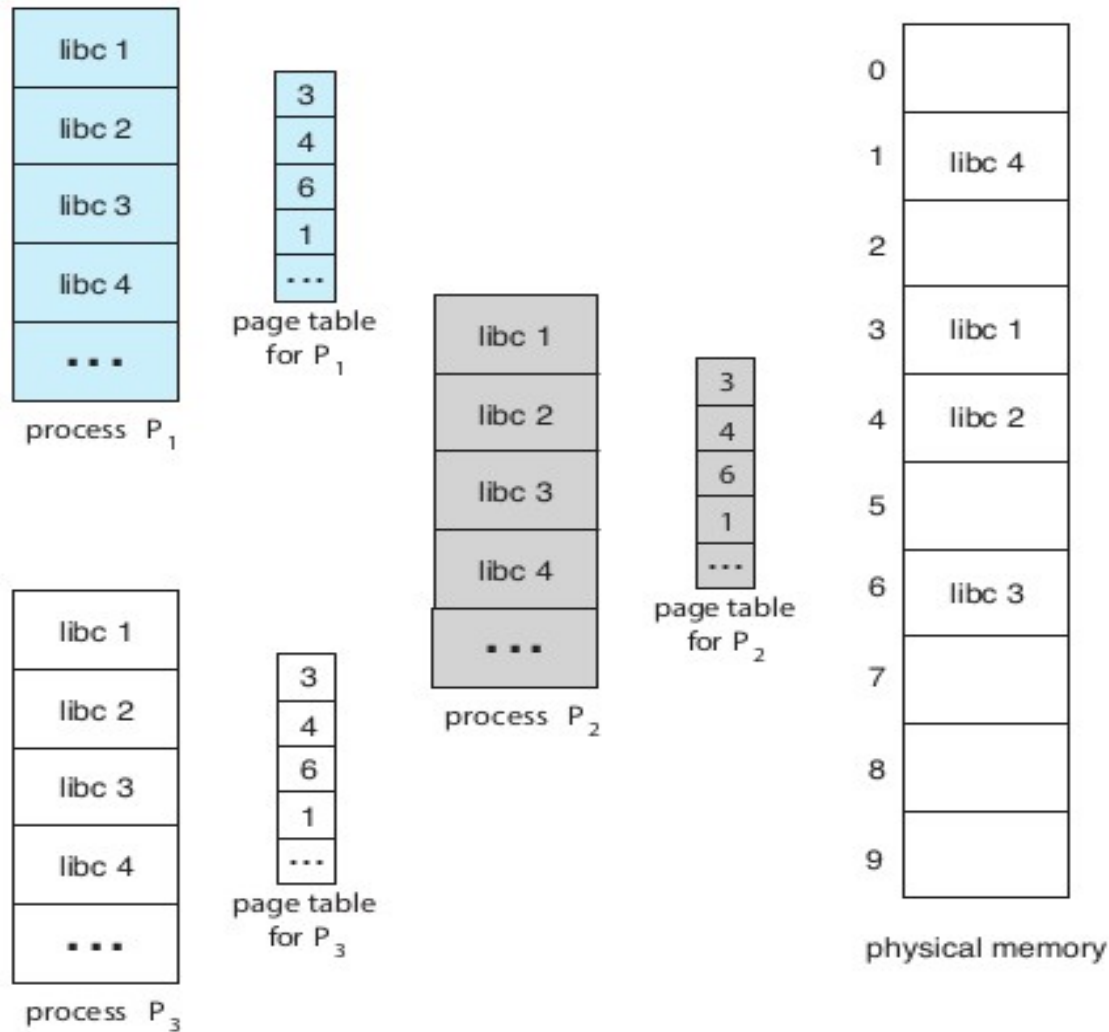 libc 1
libc 2
libc 3
libc 4
...
process P1
3
4
6
1
...
page table
for P1
libc 1
libc 2
libc 3
libc 4
...
process P2
3
4
6
1
...
page table
for P2
libc 1
libc 2
libc 3
libc 4
...
process P3
3
4
6
1
...
page table
for P3
0
1 libc 4
2
3 libc 1
4 libc 2
5
6 libc 3
7
8
9
physical memory